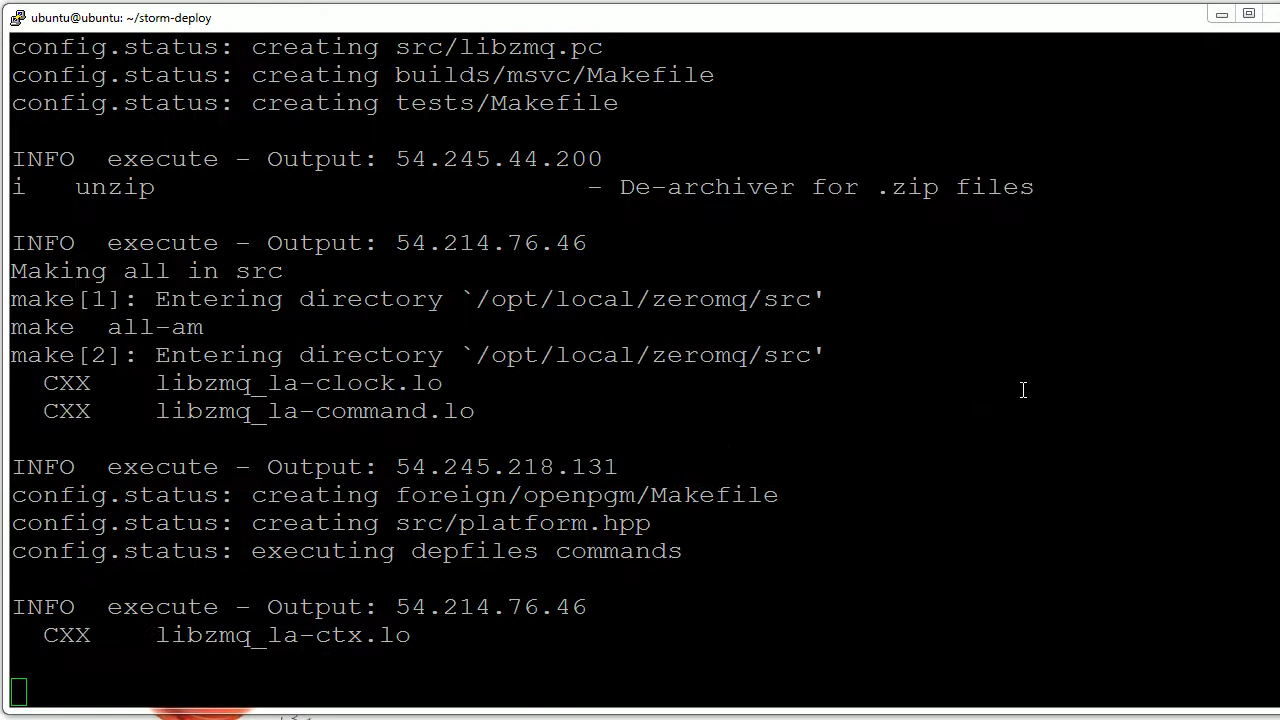 ubuntu@ubuntu: ~/storm-deploy
config.status: creating src/libzmq.pc
config.status: creating builds/msvc/Makefile
config.status: creating tests/Makefile
INFO  execute - Output: 54.245.44.200
i   unzip                           - De-archiver for .zip files
INFO  execute - Output: 54.214.76.46
Making all in src
make[1]: Entering directory `/opt/local/zeromq/src'
make  all-am
make[2]: Entering directory `/opt/local/zeromq/src'
  CXX    libzmq_la-clock.lo
  CXX    libzmq_la-command.lo
INFO  execute - Output: 54.245.218.131
config.status: creating foreign/openpgm/Makefile
config.status: creating src/platform.hpp
config.status: executing depfiles commands
INFO  execute - Output: 54.214.76.46
  CXX    libzmq_la-ctx.lo